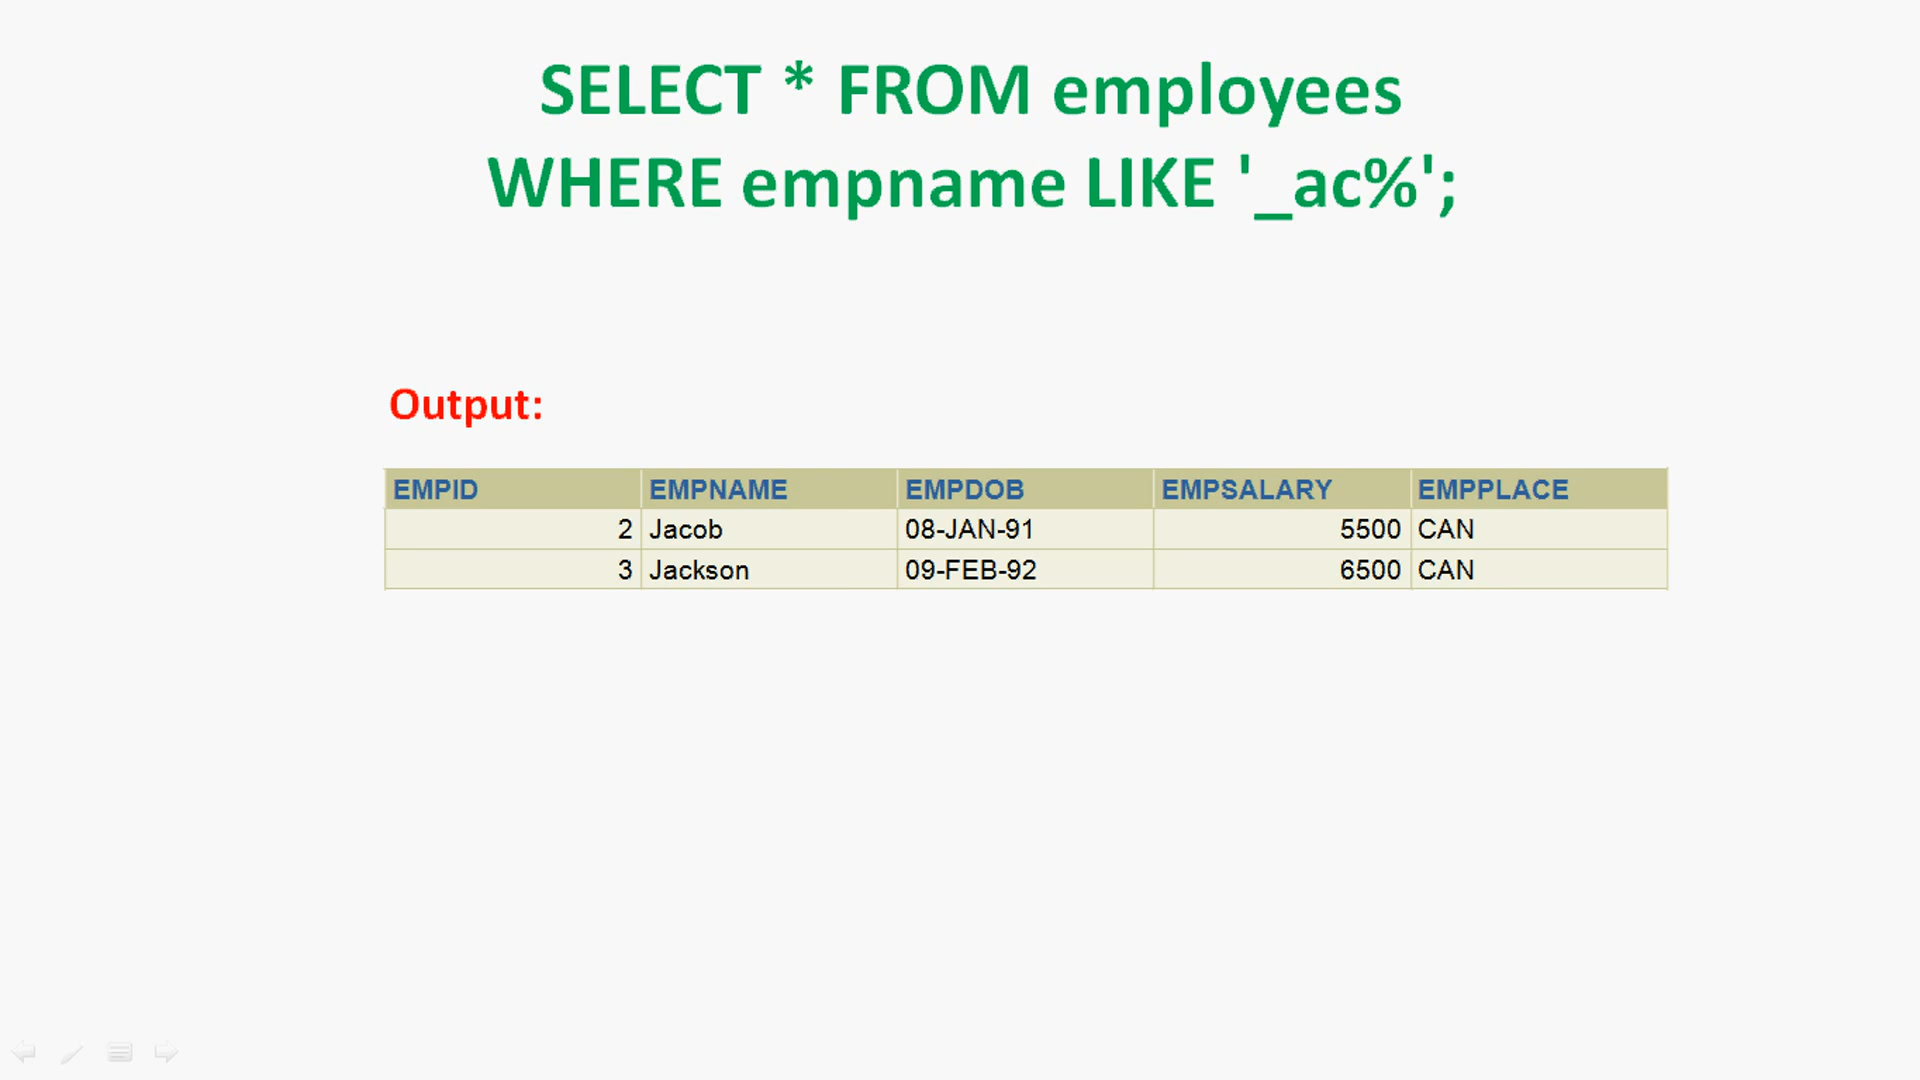 SELECT * FROM employees
WHERE empname LIKE '_ac%';
Output:
EMPID EMPNAME EMPDOB EMPSALARY EMPPLACE
2 Jacob 08-JAN-91 5500 CAN
3 Jackson 09-FEB-92 6500 CAN